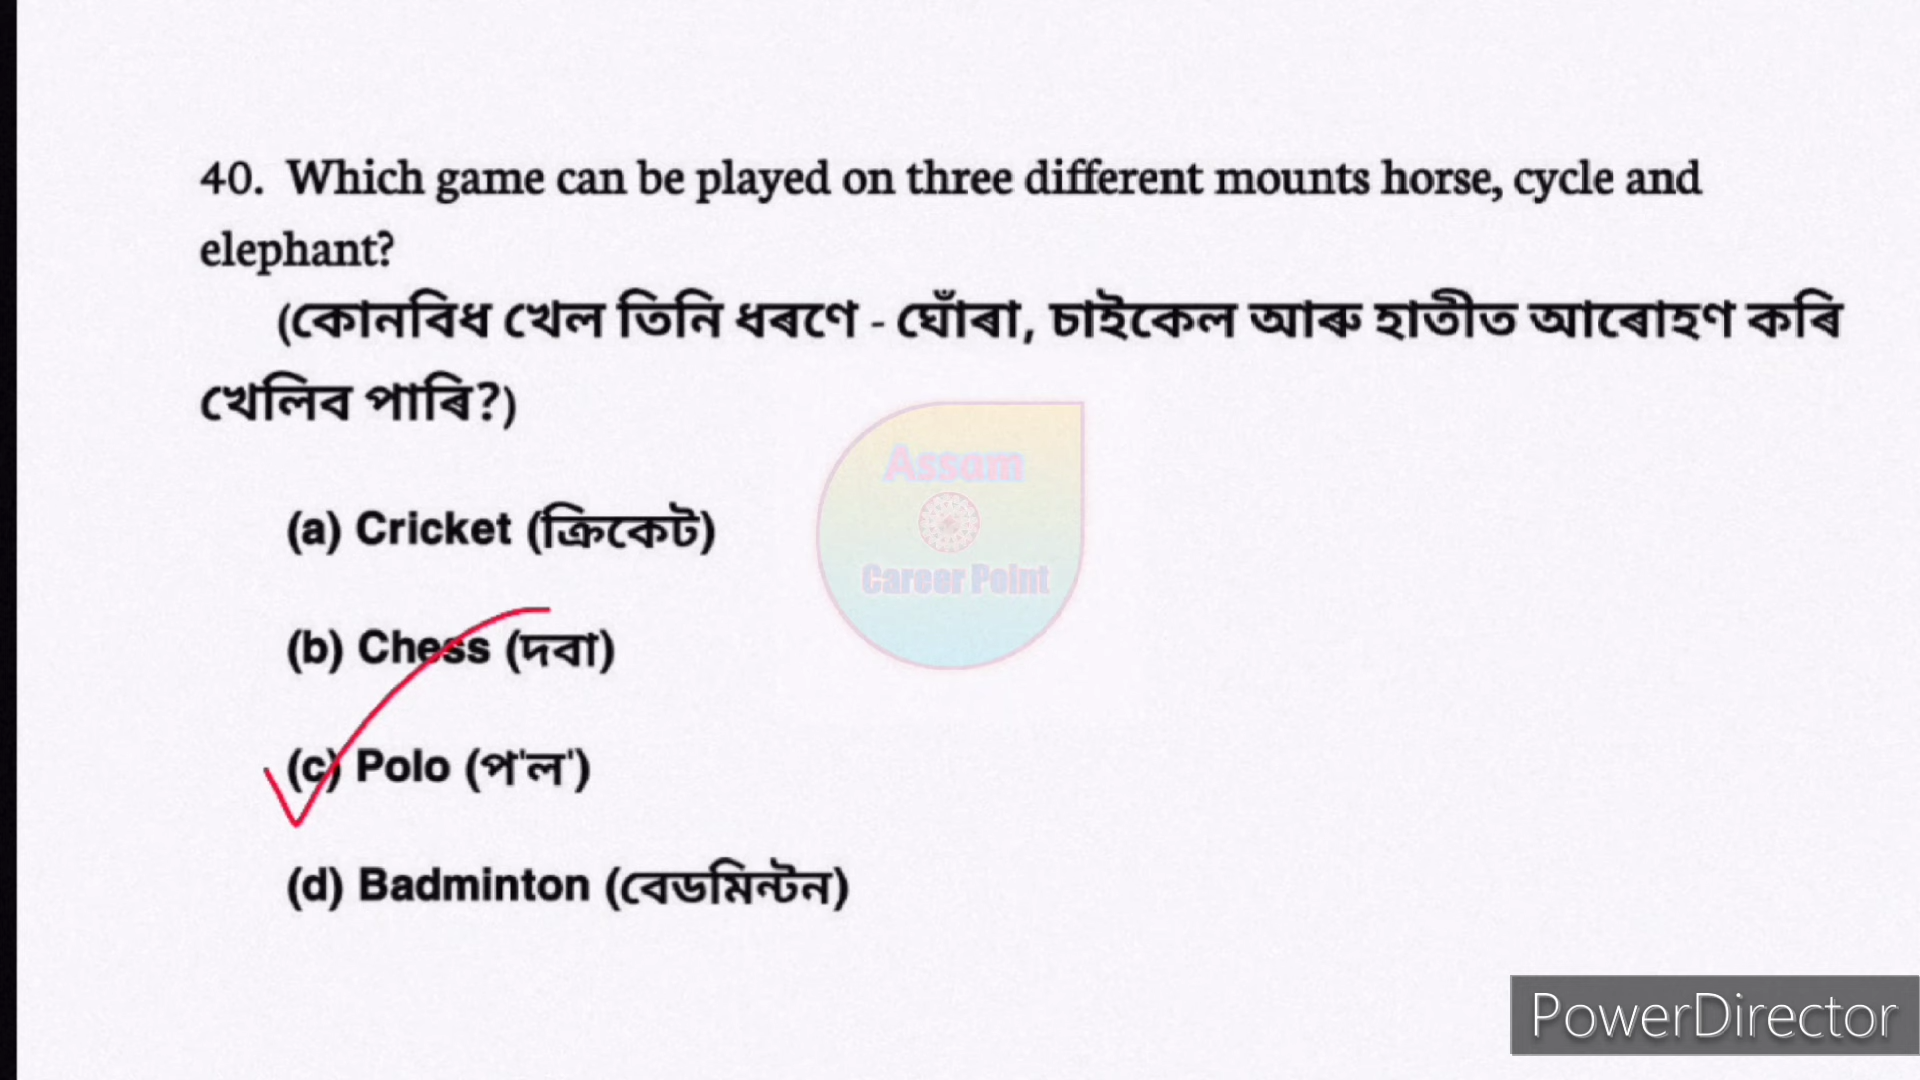 40. Which game can be played on three different mounts horse, cycle and
elephant?
(কোনবিধ খেল তিনি ধৰণে - ঘোঁৰা, চাইকেল আৰু হাতীত আৰোহণ কৰি
খেলিব পাৰি?)
Assam
Career Point
(a) Cricket (ক্ৰিকেট)
(b) Chess (দবা)
(c) Polo (প'ল')
(d) Badminton (বেডমিন্টন)
PowerDirector